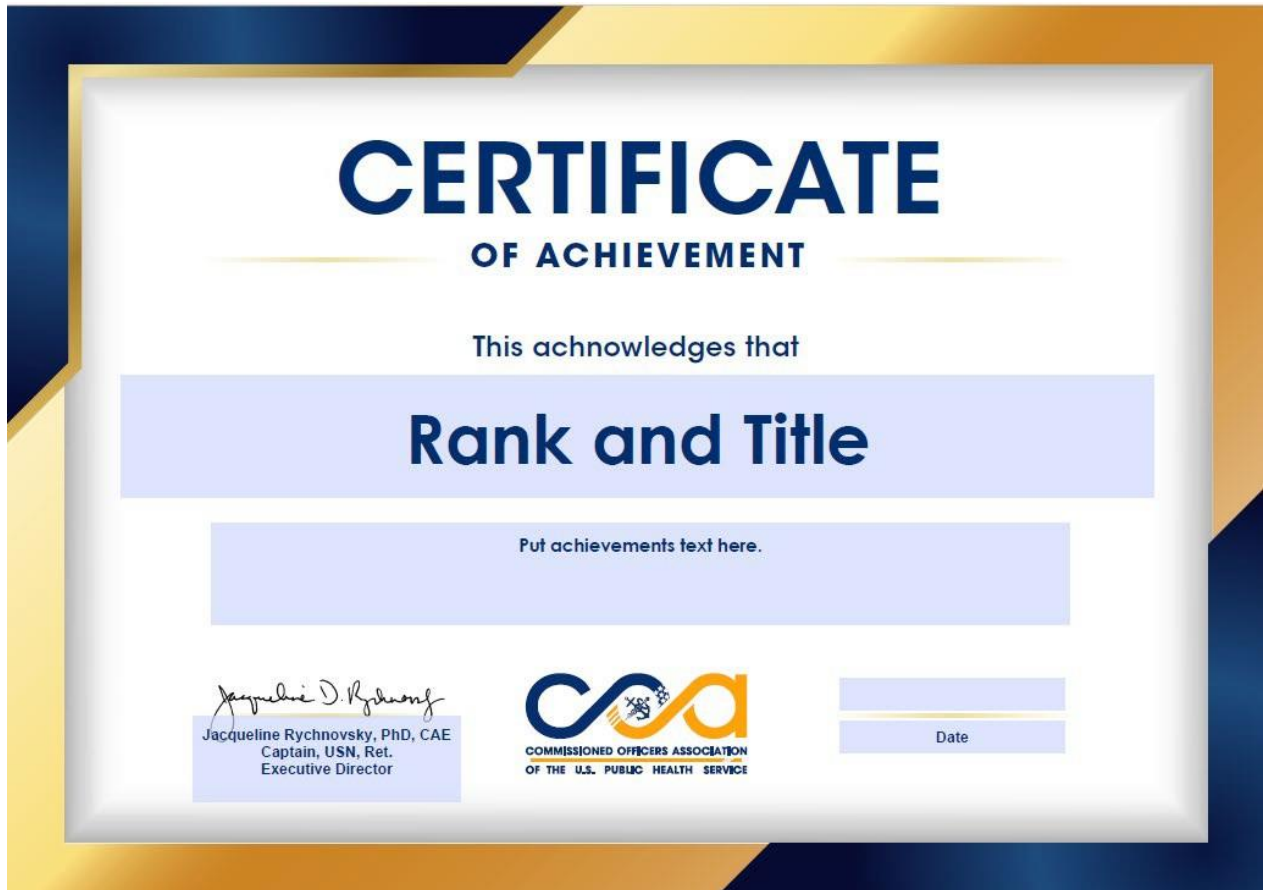 CERTIFICATE
OF ACHIEVEMENT
This achnowledges that
Rank and Title
Put achievements text here.
Jacqueline D. Rychnovsky
Jacqueline Rychnovsky, PhD, CAE
Captain, USN, Ret.
Executive Director
coa
COMMISSIONED OFFICERS ASSOCIATION
OF THE U.S. PUBLIC HEALTH SERVICE
Date